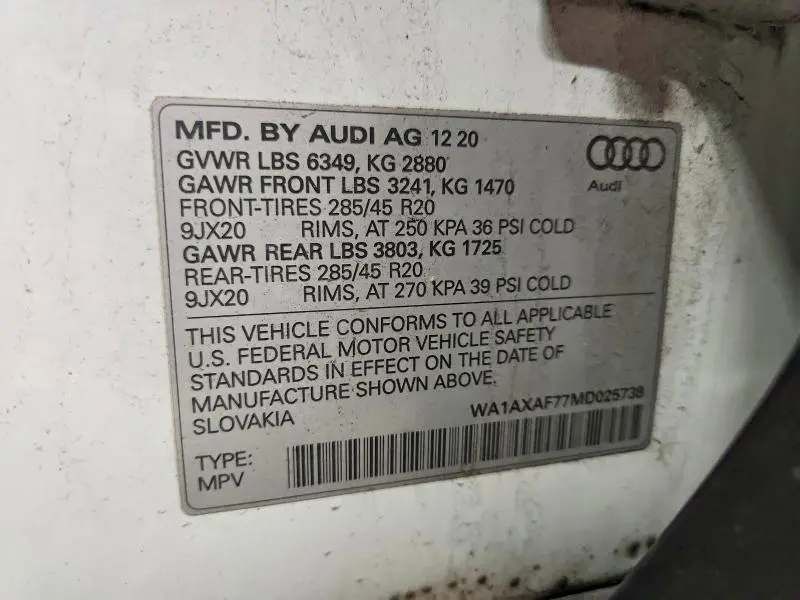 MFD. BY AUDI AG 12 20
GVWR LBS 6349, KG 2880
GAWR FRONT LBS 3241, KG 1470
FRONT-TIRES 285/45 R20
9JX20 RIMS, AT 250 KPA 36 PSI COLD
GAWR REAR LBS 3803, KG 1725
REAR-TIRES 285/45 R20
9JX20 RIMS, AT 270 KPA 39 PSI COLD
Audi
THIS VEHICLE CONFORMS TO ALL APPLICABLE
U.S. FEDERAL MOTOR VEHICLE SAFETY
STANDARDS IN EFFECT ON THE DATE OF
MANUFACTURE SHOWN ABOVE.
SLOVAKIA
WA1AXAF77MD025738
TYPE:
MPV